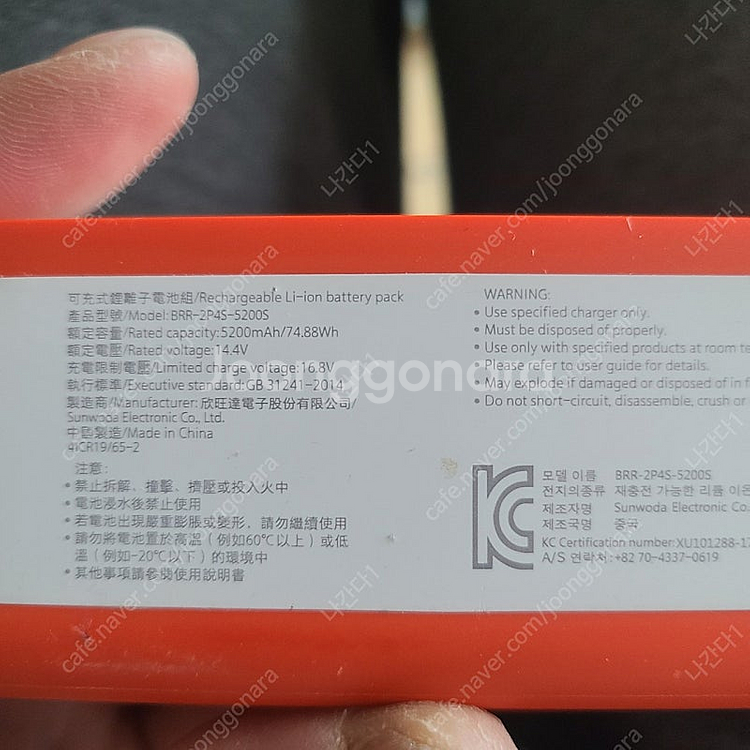 可充式鋰離子電池組/Rechargeable Li-ion battery pack
產品型號/Model: BRR-2P4S-5200S
額定容量/Rated capacity:5200mAh/74.88Wh
額定電壓/Rated voltage:14.4V
充電限制電壓/Limited charge voltage:16.8V
執行標準/Executive standard: GB 31241-2014
製造商/Manufacturer: 欣旺達電子股份有限公司/
Sunwoda Electronic Co., Ltd.
中國製造/Made in China
4ICR19/65-2
注意:
• 禁止拆解、撞擊、擠壓或投入火中
• 電池浸水後禁止使用
• 若電池出現嚴重膨脹或變形，請勿繼續使用
• 請勿將電池置於高溫（例如60℃以上）或低
溫（例如-20℃以下）的環境中
• 其他事項請參閱使用說明書
WARNING:
• Use specified charger only.
• Must be disposed of properly.
• Use only with specified products at room te
• Please refer to user guide for details.
• May explode if damaged or disposed of in f
• Do not short-circuit, disassemble, crush or
모델 이름 BRR-2P4S-5200S
전지의종류 재충전 가능한 리튬 이온
제조자명 Sunwoda Electronic Co.
제조국명 중국
KC Certification number: XU101288-17
A/S 연락처: +82 70-4337-0619
KC
joonggonara
cafe.naver.com/joonggonara
나간다1